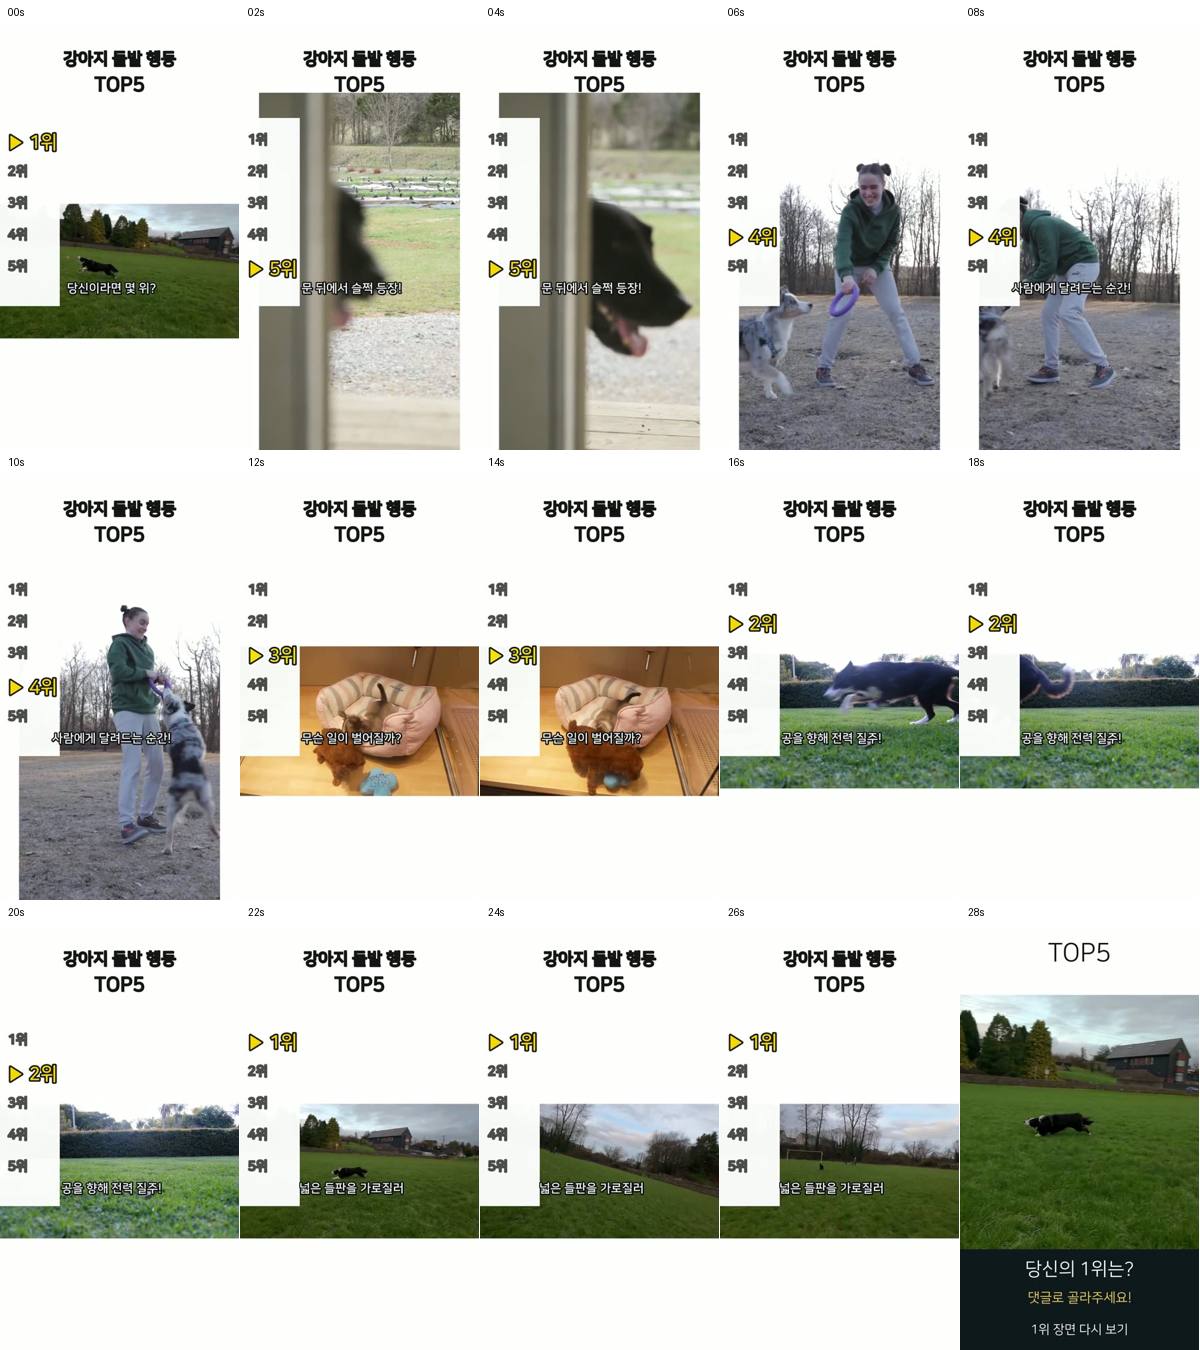 00s
강아지 돌발 행동
TOP5
▶ 1위
2위
3위
4위
5위
당신이라면 몇 위?
02s
강아지 돌발 행동
TOP5
1위
2위
3위
4위
▶ 5위
문 뒤에서 슬쩍 등장!
04s
강아지 돌발 행동
TOP5
1위
2위
3위
4위
▶ 5위
문 뒤에서 슬쩍 등장!
06s
강아지 돌발 행동
TOP5
1위
2위
3위
▶ 4위
5위
08s
강아지 돌발 행동
TOP5
1위
2위
3위
▶ 4위
5위
사람에게 달려드는 순간!
10s
강아지 돌발 행동
TOP5
1위
2위
3위
▶ 4위
5위
사람에게 달려드는 순간!
12s
강아지 돌발 행동
TOP5
1위
2위
▶ 3위
4위
5위
무슨 일이 벌어질까?
14s
강아지 돌발 행동
TOP5
1위
2위
▶ 3위
4위
5위
무슨 일이 벌어질까?
16s
강아지 돌발 행동
TOP5
1위
▶ 2위
3위
4위
5위
공을 향해 전력 질주!
18s
강아지 돌발 행동
TOP5
1위
▶ 2위
3위
4위
5위
공을 향해 전력 질주!
20s
강아지 돌발 행동
TOP5
1위
▶ 2위
3위
4위
5위
공을 향해 전력 질주!
22s
강아지 돌발 행동
TOP5
▶ 1위
2위
3위
4위
5위
넓은 들판을 가로질러
24s
강아지 돌발 행동
TOP5
▶ 1위
2위
3위
4위
5위
넓은 들판을 가로질러
26s
강아지 돌발 행동
TOP5
▶ 1위
2위
3위
4위
5위
넓은 들판을 가로질러
28s
TOP5
당신의 1위는?
댓글로 골라주세요!
1위 장면 다시 보기